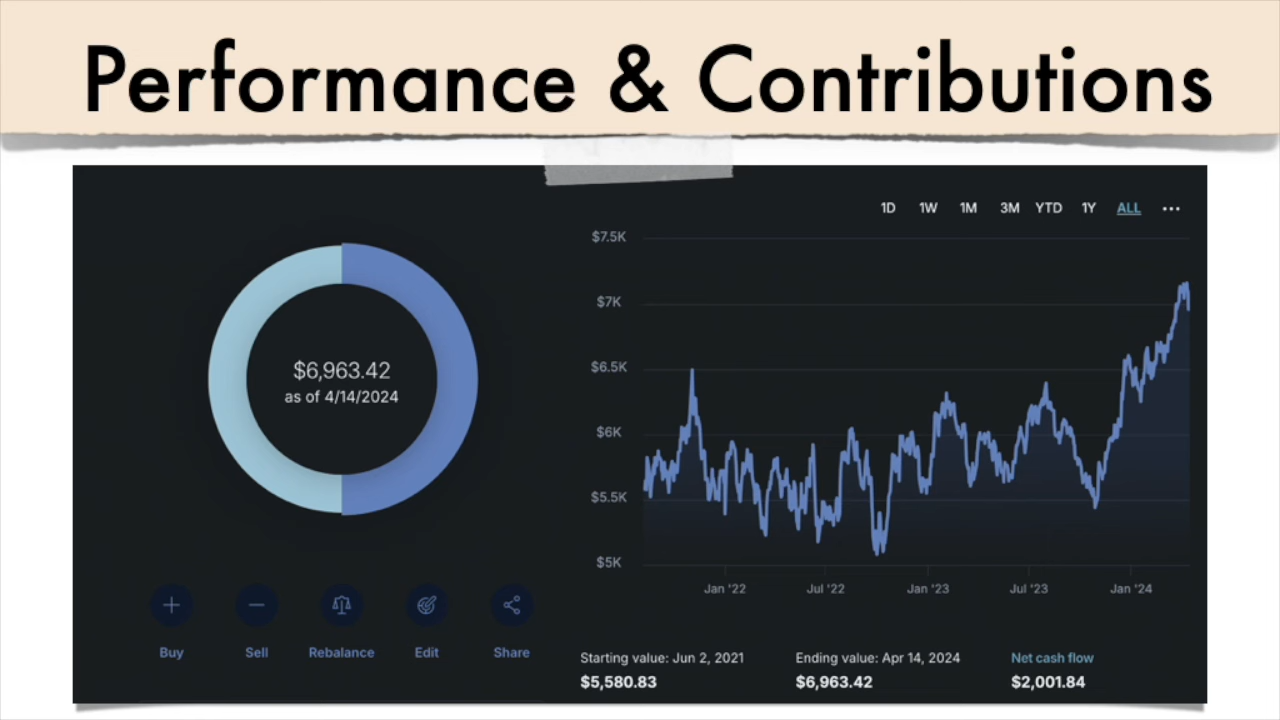 Performance & Contributions
1D 1W 1M 3M YTD 1Y ALL ...
$7.5K
$7K
$6.5K
$6K
$5.5K
$5K
Jan '22 Jul '22 Jan '23 Jul '23 Jan '24
$6,963.42
as of 4/14/2024
Buy Sell Rebalance Edit Share
Starting value: Jun 2, 2021 Ending value: Apr 14, 2024 Net cash flow
$5,580.83 $6,963.42 $2,001.84